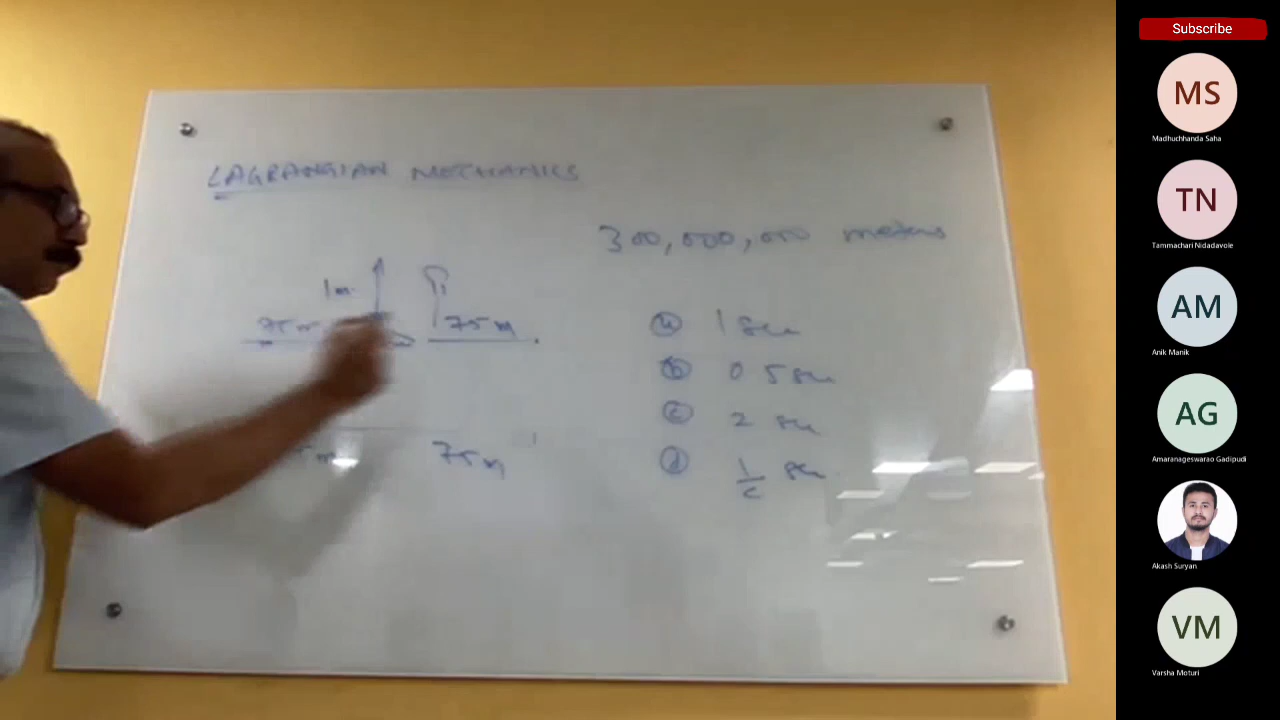 LAGRANGIAN MECHANICS
300,000,000 meters
1m
75m
75m
75m
a 1 sec
b 0.5 sec
c 2 sec
d 1/c sec
Subscribe
MS
Madhuchhanda Saha
TN
Tammachari Nidadavole
AM
Anik Manik
AG
Amaranageswarao Gadipudi
Akash Suryan
VM
Varsha Moturi